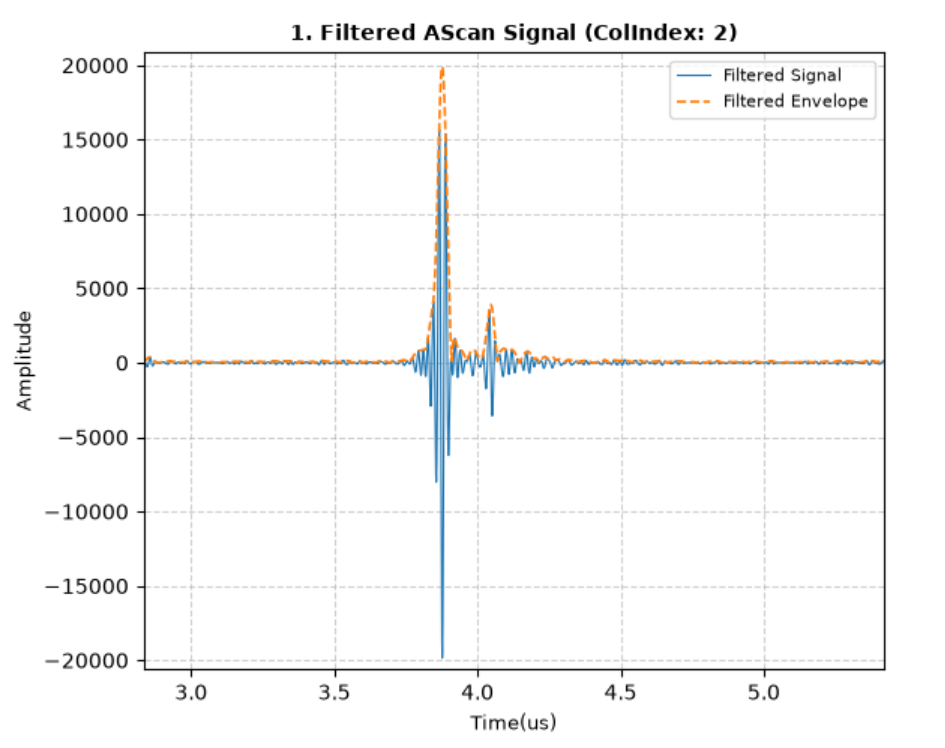 1. Filtered AScan Signal (ColIndex: 2)
Filtered Signal
Filtered Envelope
20000
15000
10000
5000
0
−5000
−10000
−15000
−20000
Amplitude
3.0 3.5 4.0 4.5 5.0
Time(us)